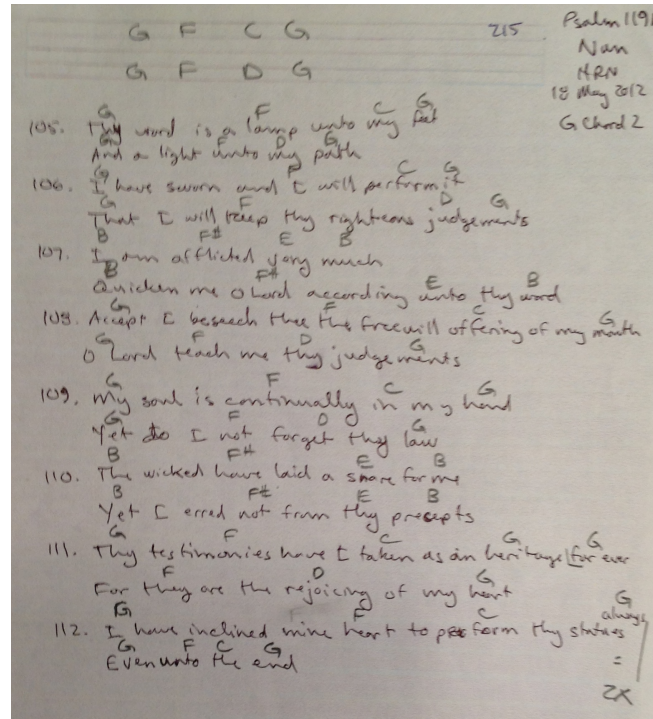 G F C G 215 Psalm 119
Nun
G F D G HRN
18 May 2012
G Chord 2
G F C G
105. Thy word is a lamp unto my feet
G F D G
And a light unto my path
G F C G
106. I have sworn and I will perform it
G F D G
That I will keep thy righteous judgements
B F# E B
107. I am afflicted very much
B F# E B
Quicken me O Lord according unto thy word
G F C G
108. Accept I beseech thee the freewill offering of my mouth
G F D G
O Lord teach me thy judgements
G F C G
109. My soul is continually in my hand
G F D G
Yet do I not forget thy law
B F# E B
110. The wicked have laid a snare for me
B F# E B
Yet I erred not from thy precepts
G F C G G
111. Thy testimonies have I taken as an heritage for ever
F D G
For they are the rejoicing of my heart
G F C G
112. I have inclined mine heart to perform thy statues always
G F C G
Even unto the end =
2X